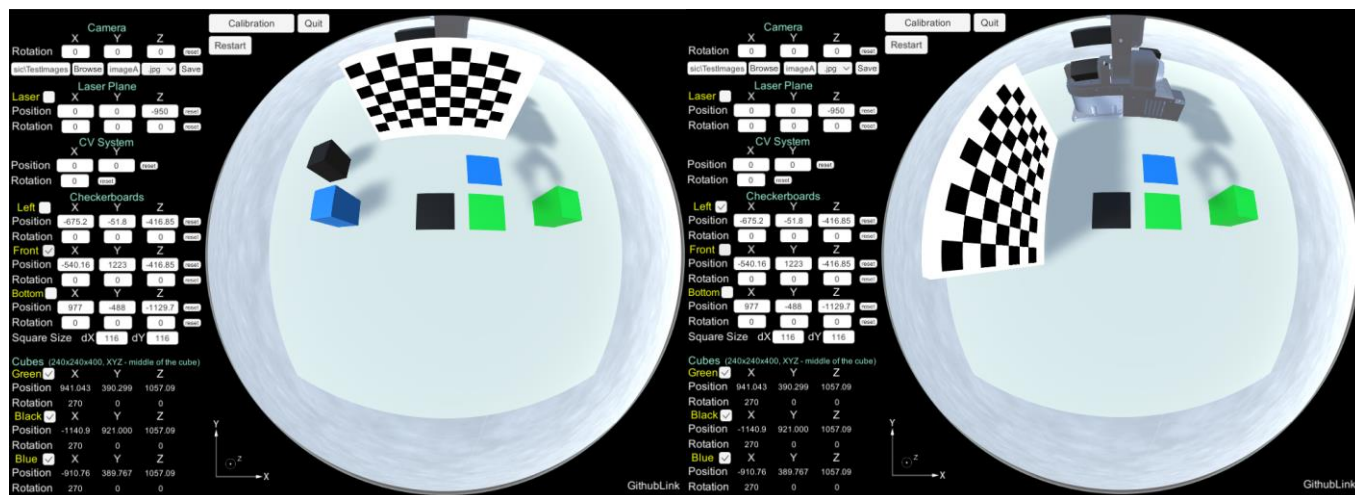 Camera
X Y Z
Rotation 0 0 0 reset
sic\TestImages Browse imageA .jpg Save
Laser Plane
Laser X Y Z
Position 0 0 -950 reset
Rotation 0 0 0 reset
CV System
X Y
Position 0 0 reset
Rotation 0 reset
Checkerboards
Left X Y Z
Position -675.2 -51.8 -416.85 reset
Rotation 0 0 0 reset
Front X Y Z
Position -540.16 1223 -416.85 reset
Rotation 0 0 0 reset
Bottom X Y Z
Position 977 -488 -1129.7 reset
Rotation 0 0 0 reset
Square Size dX 116 dY 116
Cubes (240x240x400, XYZ - middle of the cube)
Green X Y Z
Position 941.043 390.299 1057.09
Rotation 270 0 0
Black X Y Z
Position -1140.9 921.000 1057.09
Rotation 270 0 0
Blue X Y Z
Position -910.76 389.767 1057.09
Rotation 270 0 0
Calibration Quit
Restart
Y
Z
X
GithubLink
Camera
X Y Z
Rotation 0 0 0 reset
sic\TestImages Browse imageA .jpg Save
Laser Plane
Laser X Y Z
Position 0 0 -950 reset
Rotation 0 0 0 reset
CV System
X Y
Position 0 0 reset
Rotation 0 reset
Checkerboards
Left X Y Z
Position -675.2 -51.8 -416.85 reset
Rotation 0 0 0 reset
Front X Y Z
Position -540.16 1223 -416.85 reset
Rotation 0 0 0 reset
Bottom X Y Z
Position 977 -488 -1129.7 reset
Rotation 0 0 0 reset
Square Size dX 116 dY 116
Cubes (240x240x400, XYZ - middle of the cube)
Green X Y Z
Position 941.043 390.299 1057.09
Rotation 270 0 0
Black X Y Z
Position -1140.9 921.000 1057.09
Rotation 270 0 0
Blue X Y Z
Position -910.76 389.767 1057.09
Rotation 270 0 0
Calibration Quit
Restart
Y
Z
X
GithubLink